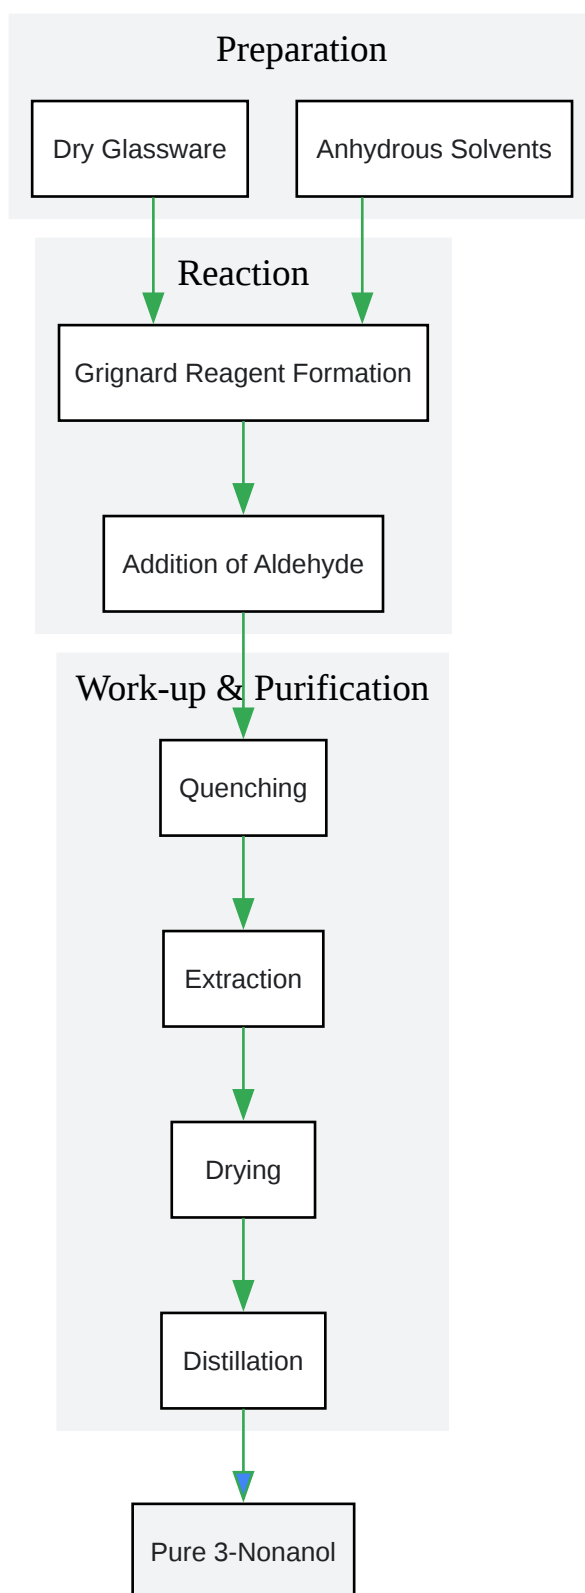 Preparation
Dry Glassware
Anhydrous Solvents
Reaction
Grignard Reagent Formation
Addition of Aldehyde
Work-up & Purification
Quenching
Extraction
Drying
Distillation
Pure 3-Nonanol